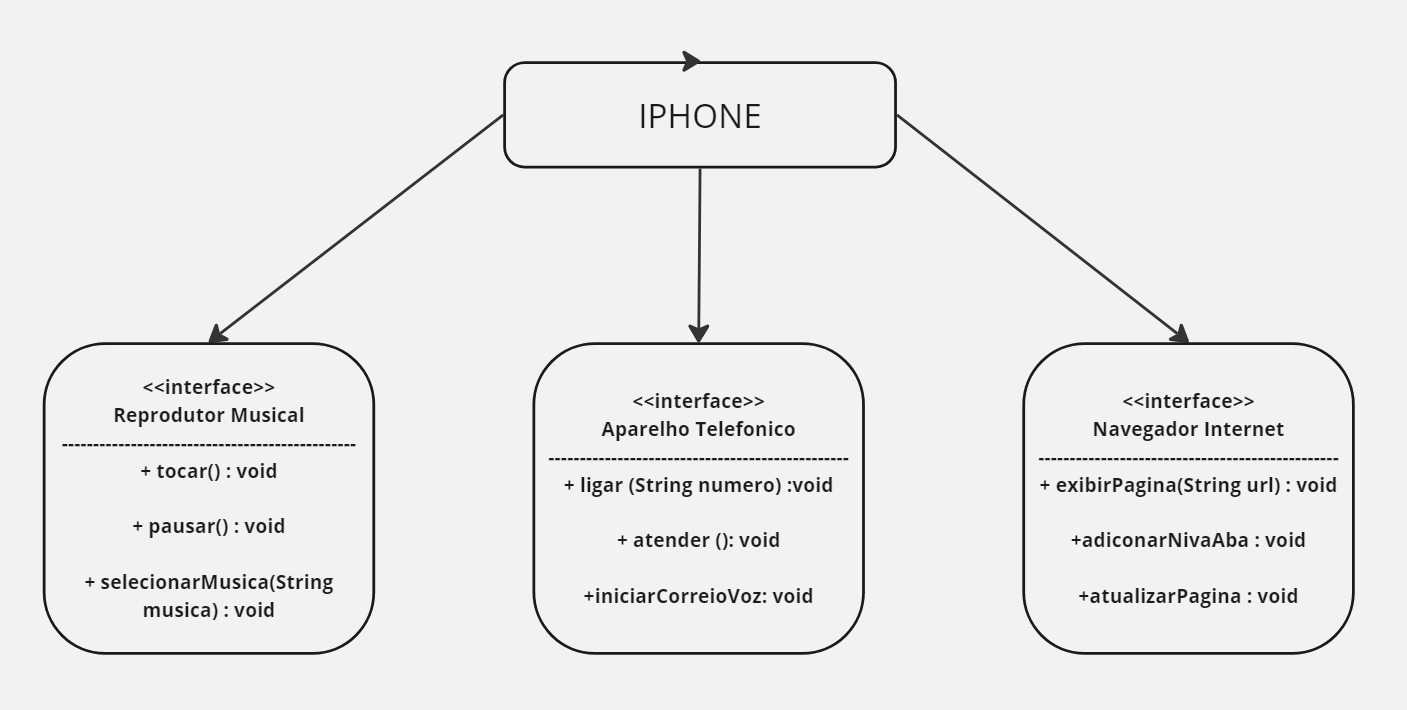 IPHONE
<<interface>>
Reprodutor Musical
------------------------------------------------
+ tocar() : void
+ pausar() : void
+ selecionarMusica(String
musica) : void
<<interface>>
Aparelho Telefonico
-------------------------------------------------
+ ligar (String numero) :void
+ atender (): void
+iniciarCorreioVoz: void
<<interface>>
Navegador Internet
-------------------------------------------------
+ exibirPagina(String url) : void
+adiconarNivaAba : void
+atualizarPagina : void